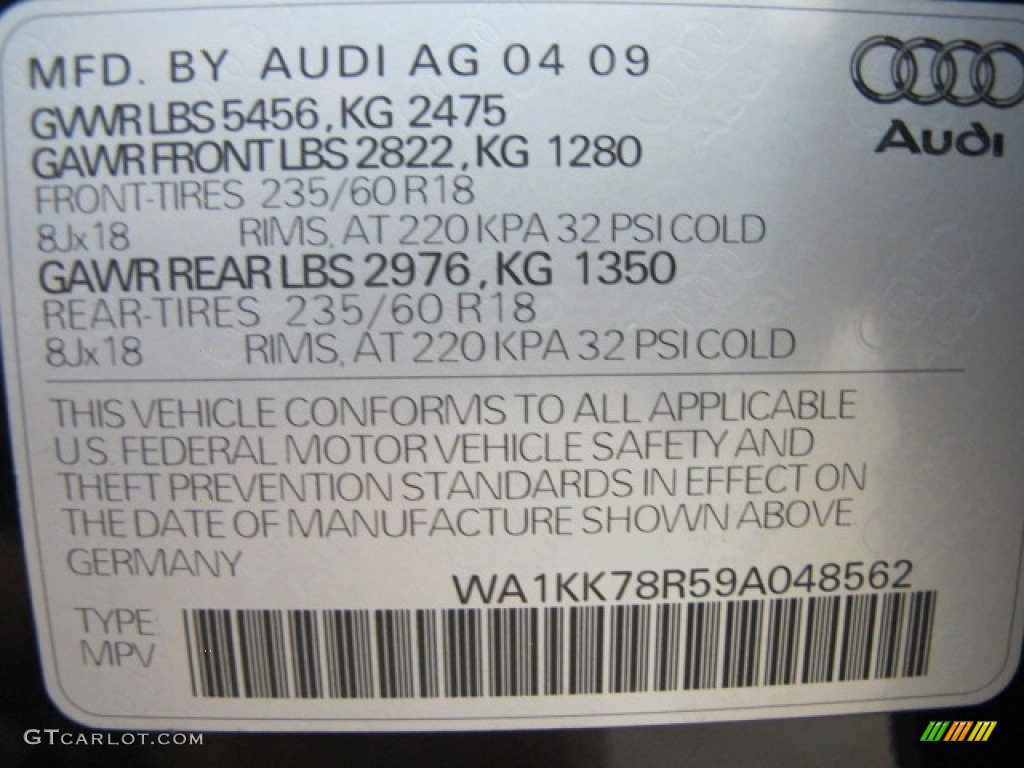 MFD. BY AUDI AG 04 09
GVWR LBS 5456, KG 2475
GAWR FRONT LBS 2822, KG 1280
FRONT-TIRES 235/60 R18
8Jx18 RIMS, AT 220 KPA 32 PSI COLD
GAWR REAR LBS 2976, KG 1350
REAR-TIRES 235/60 R18
8Jx18 RIMS, AT 220 KPA 32 PSI COLD
Audi
THIS VEHICLE CONFORMS TO ALL APPLICABLE
U.S. FEDERAL MOTOR VEHICLE SAFETY AND
THEFT PREVENTION STANDARDS IN EFFECT ON
THE DATE OF MANUFACTURE SHOWN ABOVE.
GERMANY
WA1KK78R59A048562
TYPE
MPV
GTCARLOT.COM